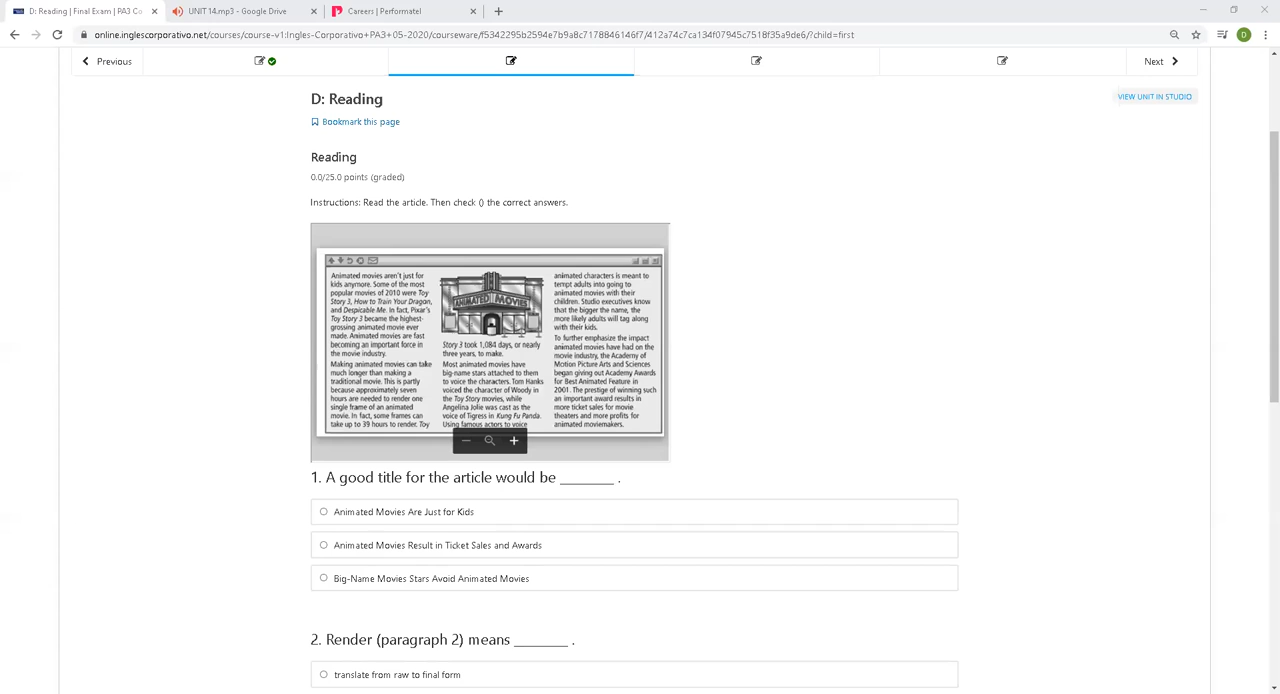 D: Reading | Final Exam | PA3 Co
UNIT 14.mp3 - Google Drive
Careers | Performatel
online.inglescorporativo.net/courses/course-v1:Ingles-Corporativo+PA3+05-2020/courseware/f5342295b2594e7b9a8c7178846146f7/412a74c7ca134f07945c7518f35a9de6/?child=first
D
Previous
Next
D: Reading
VIEW UNIT IN STUDIO
Bookmark this page
Reading
0.0/25.0 points (graded)
Instructions: Read the article. Then check () the correct answers.
Animated movies aren't just for
kids anymore. Some of the most
popular movies of 2010 were Toy
Story 3, How to Train Your Dragon,
and Despicable Me. In fact, Pixar's
Toy Story 3 became the highest-
grossing animated movie ever
made. Animated movies are fast
becoming an important force in
the movie industry.
Making animated movies can take
much longer than making a
traditional movie. This is partly
because approximately seven
hours are needed to render one
single frame of an animated
movie. In fact, some frames can
take up to 39 hours to render. Toy
ANIMATED MOVIES
Story 3 took 1,084 days, or nearly
three years, to make.
Most animated movies have
big-name stars attached to them
to voice the characters. Tom Hanks
voiced the character of Woody in
the Toy Story movies, while
Angelina Jolie was cast as the
voice of Tigress in Kung Fu Panda.
Using famous actors to voice
animated characters is meant to
tempt adults into going to
animated movies with their
children. Studio executives know
that the bigger the name, the
more likely adults will tag along
with their kids.
To further emphasize the impact
animated movies have had on the
movie industry, the Academy of
Motion Picture Arts and Sciences
began giving out Academy Awards
for Best Animated Feature in
2001. The prestige of winning such
an important award results in
more ticket sales for movie
theaters and more profits for
animated moviemakers.
1. A good title for the article would be _______ .
Animated Movies Are Just for Kids
Animated Movies Result in Ticket Sales and Awards
Big-Name Movies Stars Avoid Animated Movies
2. Render (paragraph 2) means _______ .
translate from raw to final form